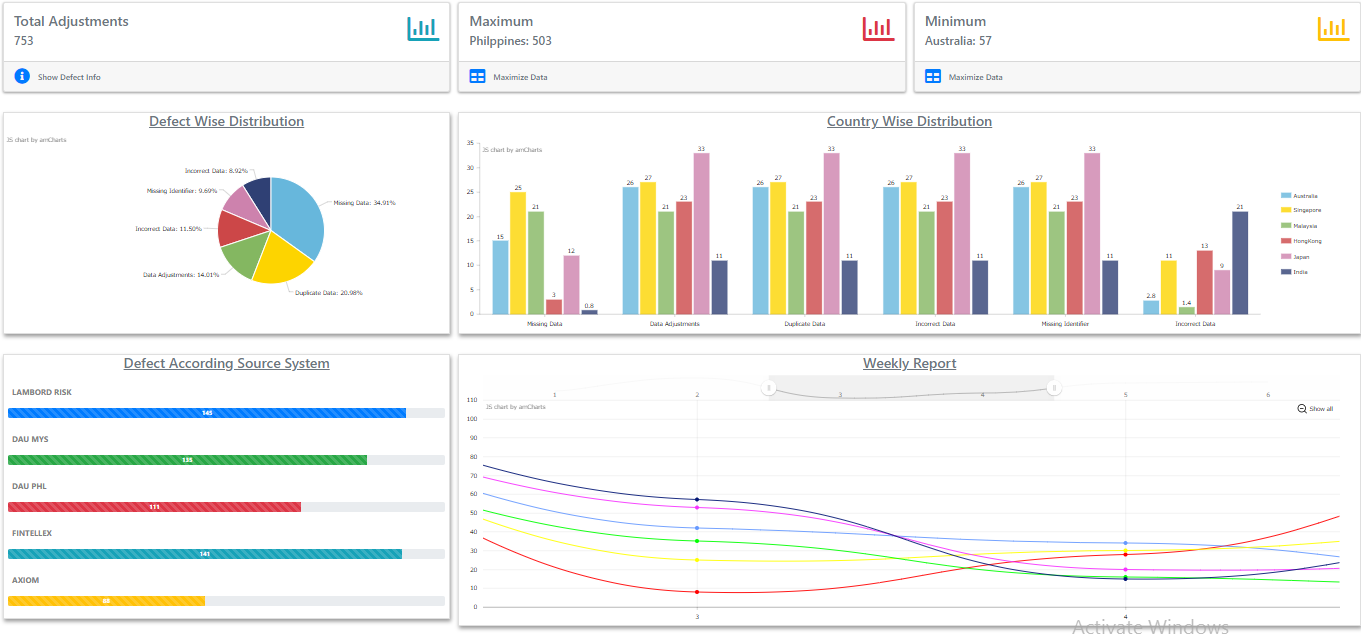 Total Adjustments
753
Show Defect Info
Maximum
Philppines: 503
Maximize Data
Minimum
Australia: 57
Maximize Data
Defect Wise Distribution
JS chart by amCharts
Incorrect Data: 8.92%
Missing Identifier: 9.69%
Missing Data: 34.91%
Incorrect Data: 11.50%
Data Adjustments: 14.01%
Duplicate Data: 20.98%
Country Wise Distribution
JS chart by amCharts
35
30
25
20
15
10
5
0
15 25 21 3 12 0.8
26 27 21 23 33 11
26 27 21 23 33 11
26 27 21 23 33 11
26 27 21 23 33 11
2.8 11 1.4 13 9 21
Missing Data Data Adjustments Duplicate Data Incorrect Data Missing Identifier Incorrect Data
Australia
Singapore
Malaysia
HongKong
Japan
India
Defect According Source System
LAMBORD RISK
145
DAU MYS
135
DAU PHL
111
FINTELLEX
141
AXIOM
Weekly Report
1 2 3 4 5 6
JS chart by amCharts
Show all
110
100
90
80
70
60
50
40
30
20
10
0
3 4
Activate Windows